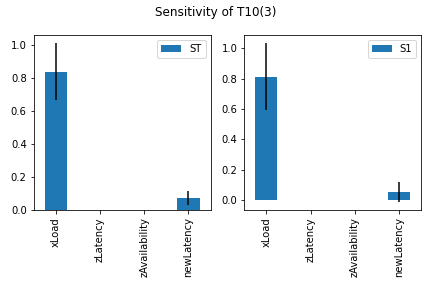 Sensitivity of T10(3)
ST
1.0
0.8
0.6
0.4
0.2
0.0
xLoad
zLatency
zAvailability
newLatency
S1
1.0
0.8
0.6
0.4
0.2
0.0
xLoad
zLatency
zAvailability
newLatency